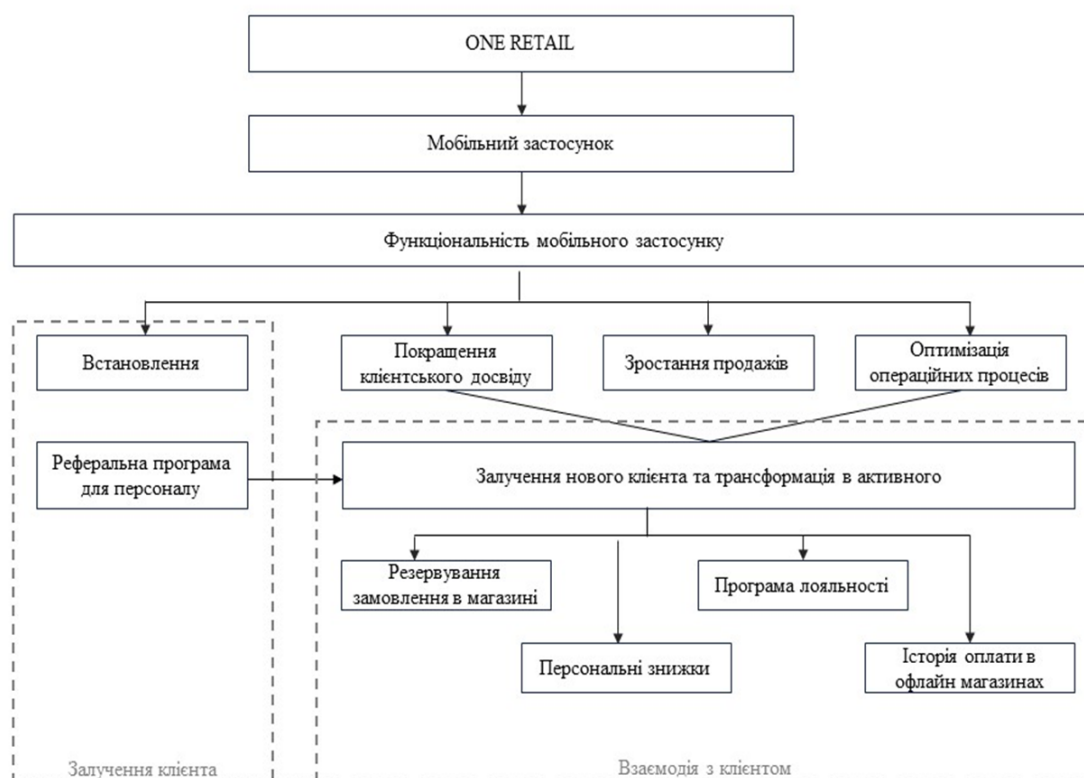 ONE RETAIL
Мобільний застосунок
Функціональність мобільного застосунку
Встановлення
Покращення
клієнтського досвіду
Зростання продажів
Оптимізація
операційних процесів
Реферальна програма
для персоналу
Залучення нового клієнта та трансформація в активного
Резервування
замовлення в магазині
Програма лояльності
Персональні знижки
Історія оплати в
офлайн магазинах
Залучення клієнта
Взаємодія з клієнтом